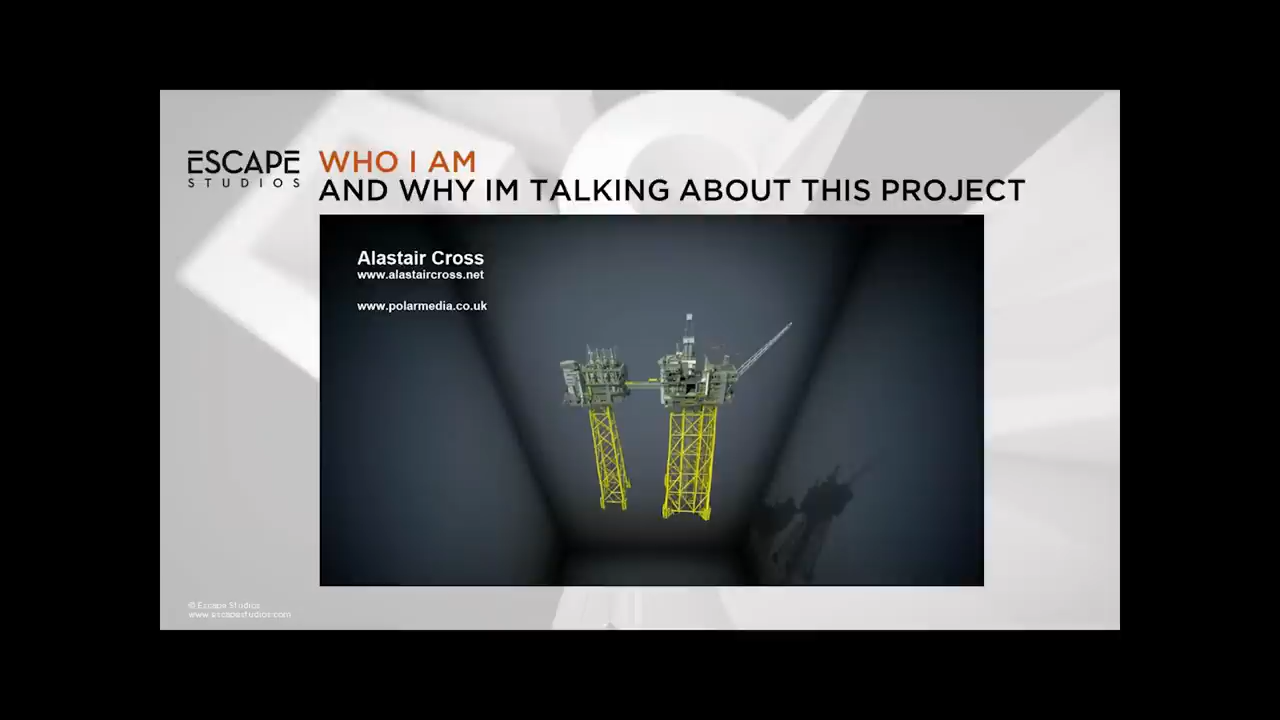 ESCAPE
STUDIOS
WHO I AM
AND WHY IM TALKING ABOUT THIS PROJECT
Alastair Cross
www.alastaircross.net
www.polarmedia.co.uk
© Escape Studios
www.escapestudios.com